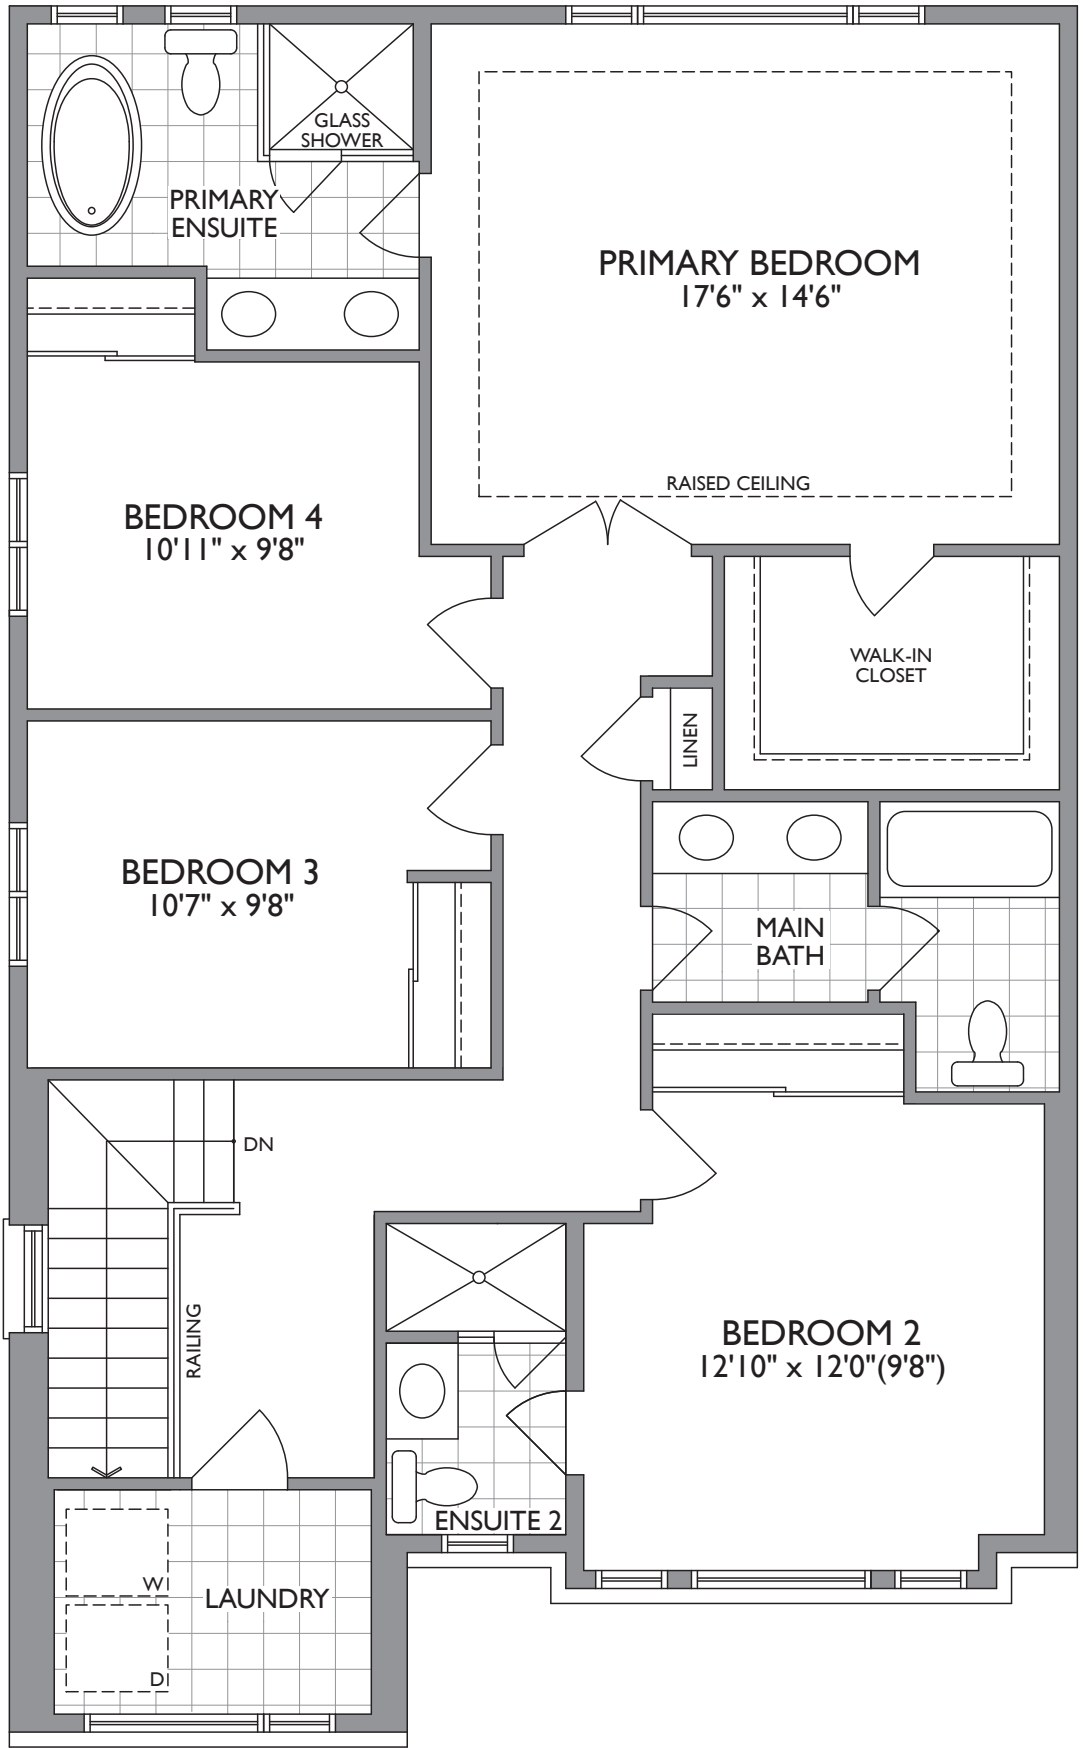 GLASS
SHOWER
PRIMARY
ENSUITE
PRIMARY BEDROOM
17'6" x 14'6"
RAISED CEILING
BEDROOM 4
10'11" x 9'8"
WALK-IN
CLOSET
LINEN
BEDROOM 3
10'7" x 9'8"
MAIN
BATH
DN
RAILING
BEDROOM 2
12'10" x 12'0"(9'8")
ENSUITE 2
W
LAUNDRY
D